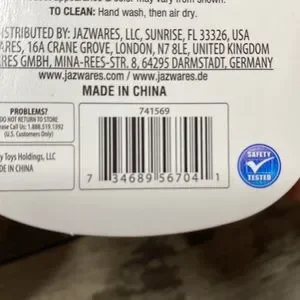 TO CLEAN: Hand wash, then air dry.
DISTRIBUTED BY: JAZWARES, LLC, SUNRISE, FL 33326, USA
ARES, 16A CRANE GROVE, LONDON, N7 8LE, UNITED KINGDOM
RES GMBH, MINA-REES-STR. 8, 64295 DARMSTADT, GERMANY
www.jazwares.com www.jazwares.de
MADE IN CHINA
PROBLEMS?
DO NOT RETURN TO STORE
Please Call Us: 1.888.519.1392
(U.S. Customers Only)
y Toys Holdings, LLC
IN CHINA
741569
7 34689 56704 1
SAFETY
TESTED